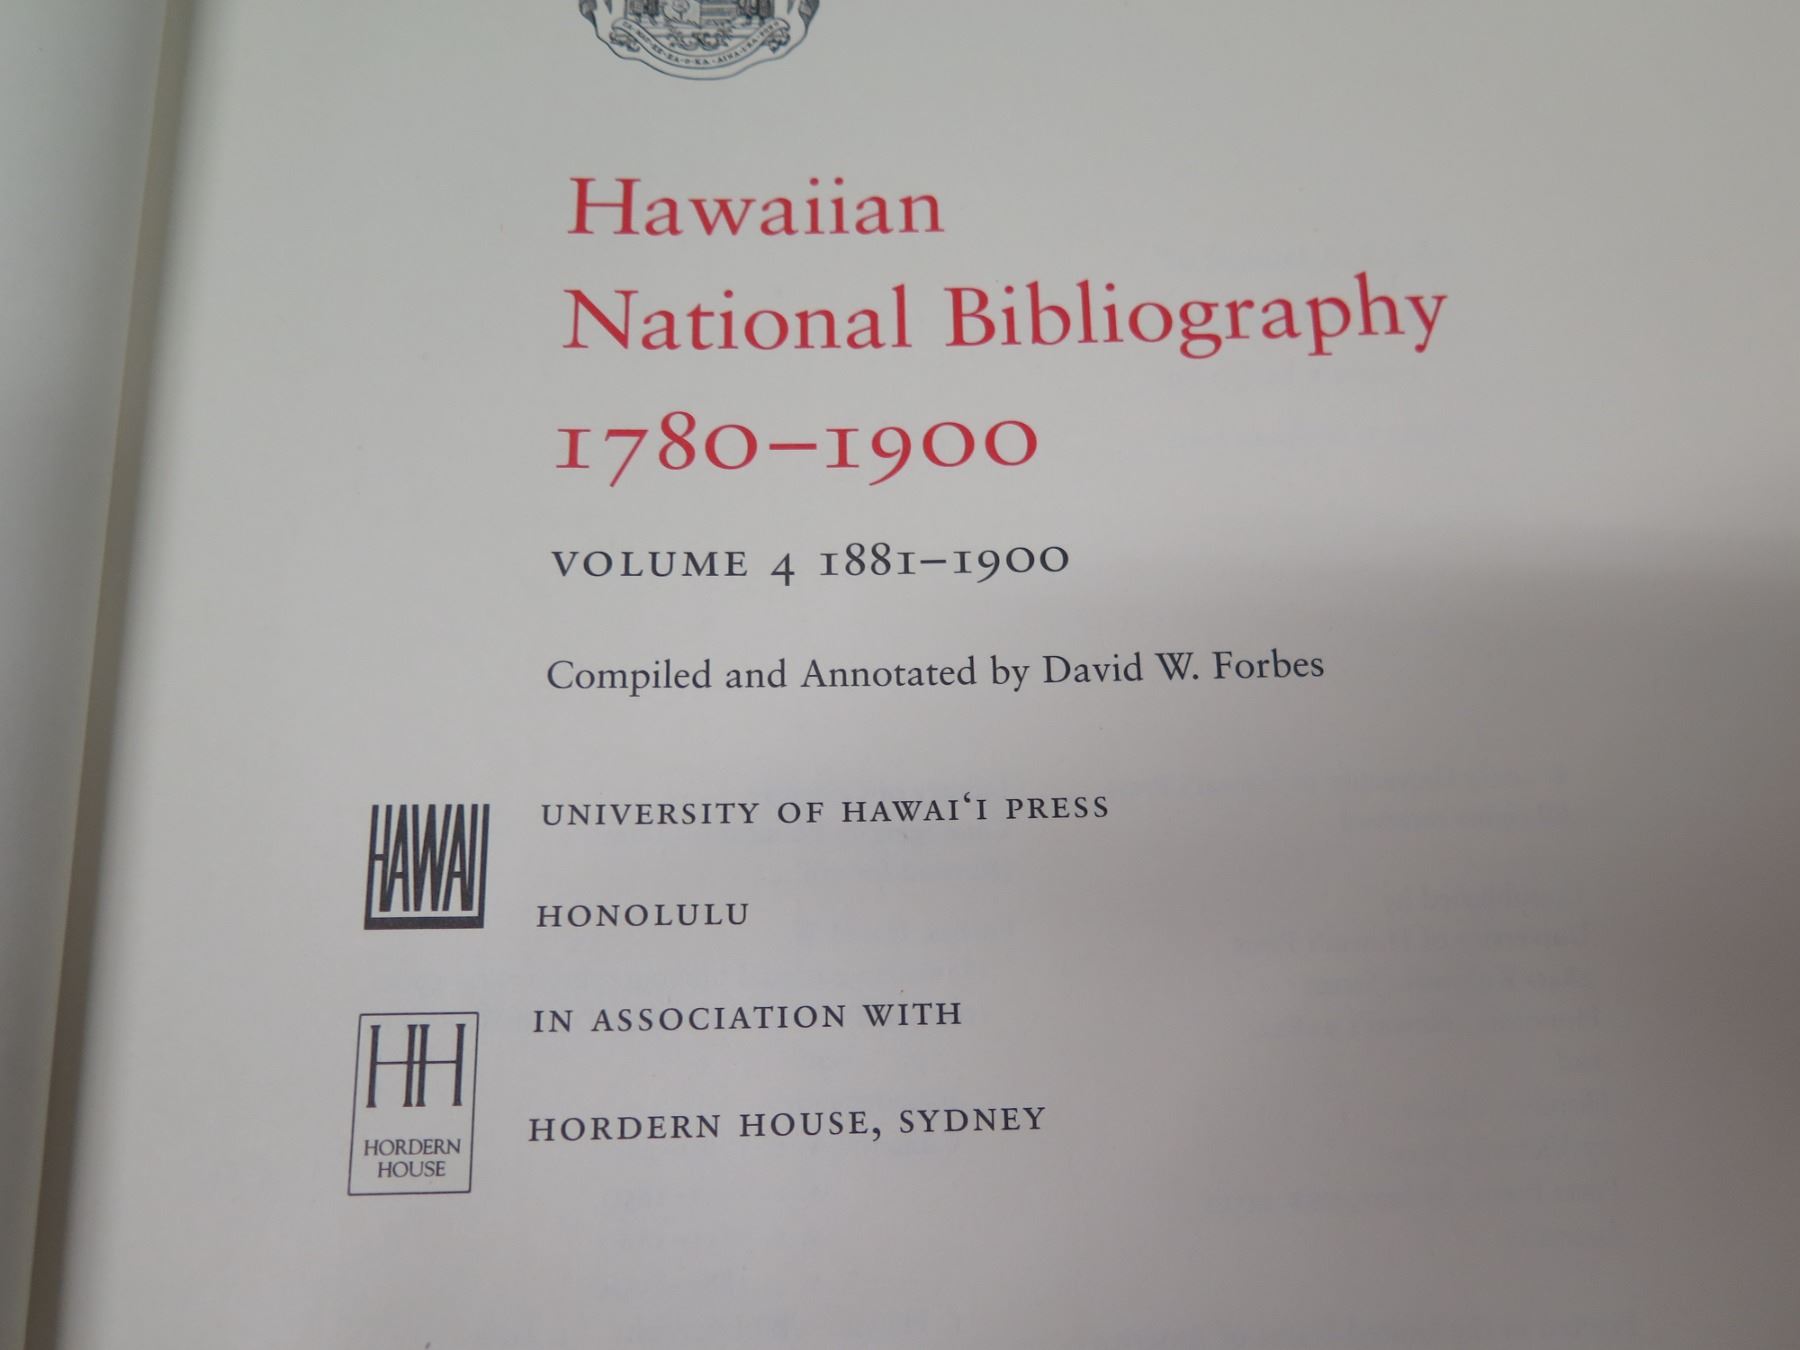 Hawaiian
National Bibliography
1780–1900
VOLUME 4 1881–1900
Compiled and Annotated by David W. Forbes
HAWAII
UNIVERSITY OF HAWAIʻI PRESS
HONOLULU
HH
HORDERN
HOUSE
IN ASSOCIATION WITH
HORDERN HOUSE, SYDNEY